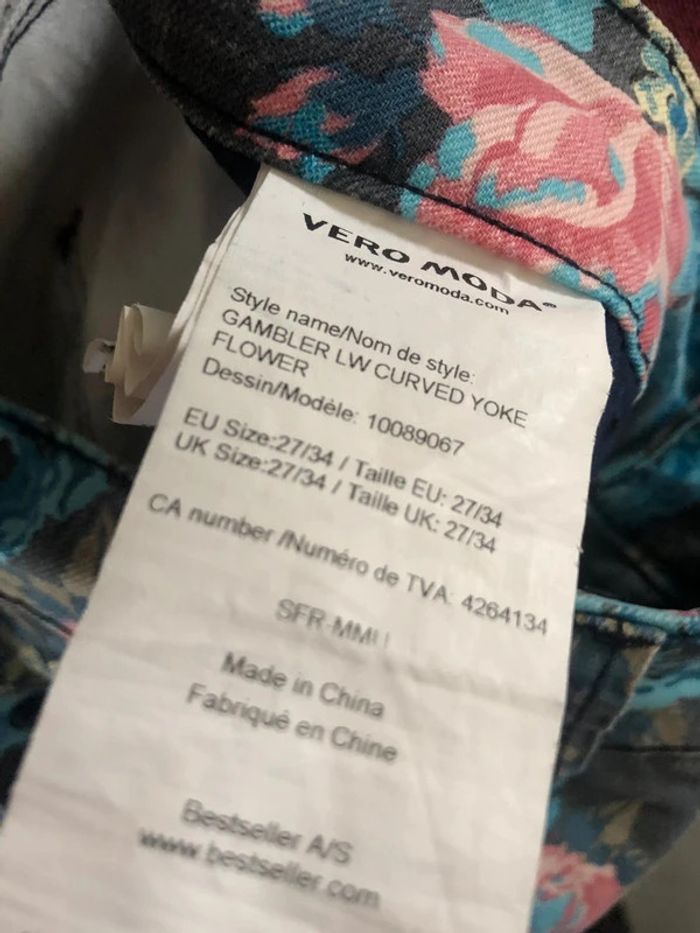 VERO MODA®
www.veromoda.com
Style name/Nom de style:
GAMBLER LW CURVED YOKE
FLOWER
Dessin/Modèle: 10089067
EU Size:27/34 / Taille EU: 27/34
UK Size:27/34 / Taille UK: 27/34
CA number /Numéro de TVA: 4264134
Made in China
Fabriqué en Chine
Bestseller A/S
www.bestseller.com